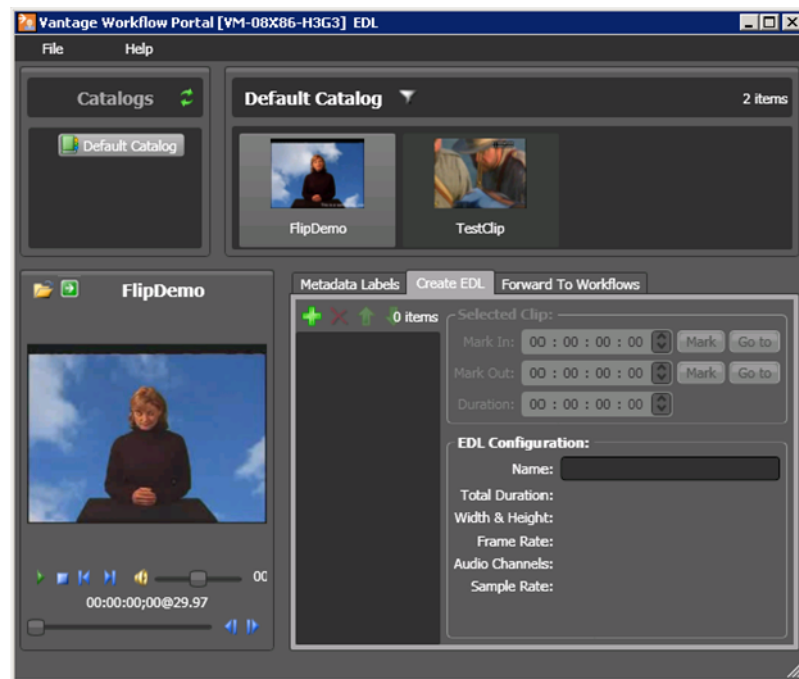 Vantage Workflow Portal [VM-08X86-H3G3] EDL
File Help
Catalogs
Default Catalog
Default Catalog
2 items
FlipDemo
TestClip
FlipDemo
00
00:00:00;00@29.97
Metadata Labels
Create EDL
Forward To Workflows
0 items
Selected Clip:
Mark In: 00 : 00 : 00 : 00 Mark Go to
Mark Out: 00 : 00 : 00 : 00 Mark Go to
Duration: 00 : 00 : 00 : 00
EDL Configuration:
Name:
Total Duration:
Width & Height:
Frame Rate:
Audio Channels:
Sample Rate: